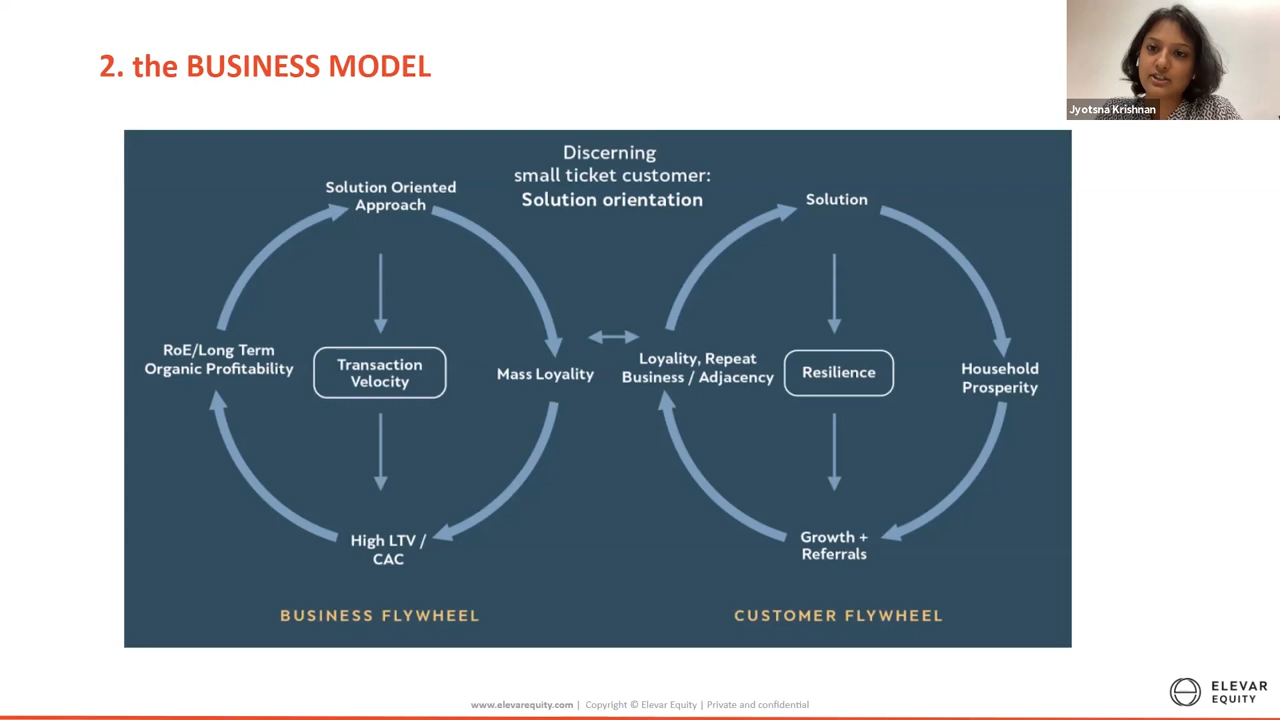 2. the BUSINESS MODEL
Jyotsna Krishnan
Discerning
small ticket customer:
Solution orientation
Solution Oriented
Approach
RoE/Long Term
Organic Profitability
Transaction
Velocity
Mass Loyality
High LTV /
CAC
BUSINESS FLYWHEEL
Solution
Loyality, Repeat
Business / Adjacency
Resilience
Household
Prosperity
Growth +
Referrals
CUSTOMER FLYWHEEL
www.elevarequity.com | Copyright © Elevar Equity | Private and confidential
ELEVAR
EQUITY